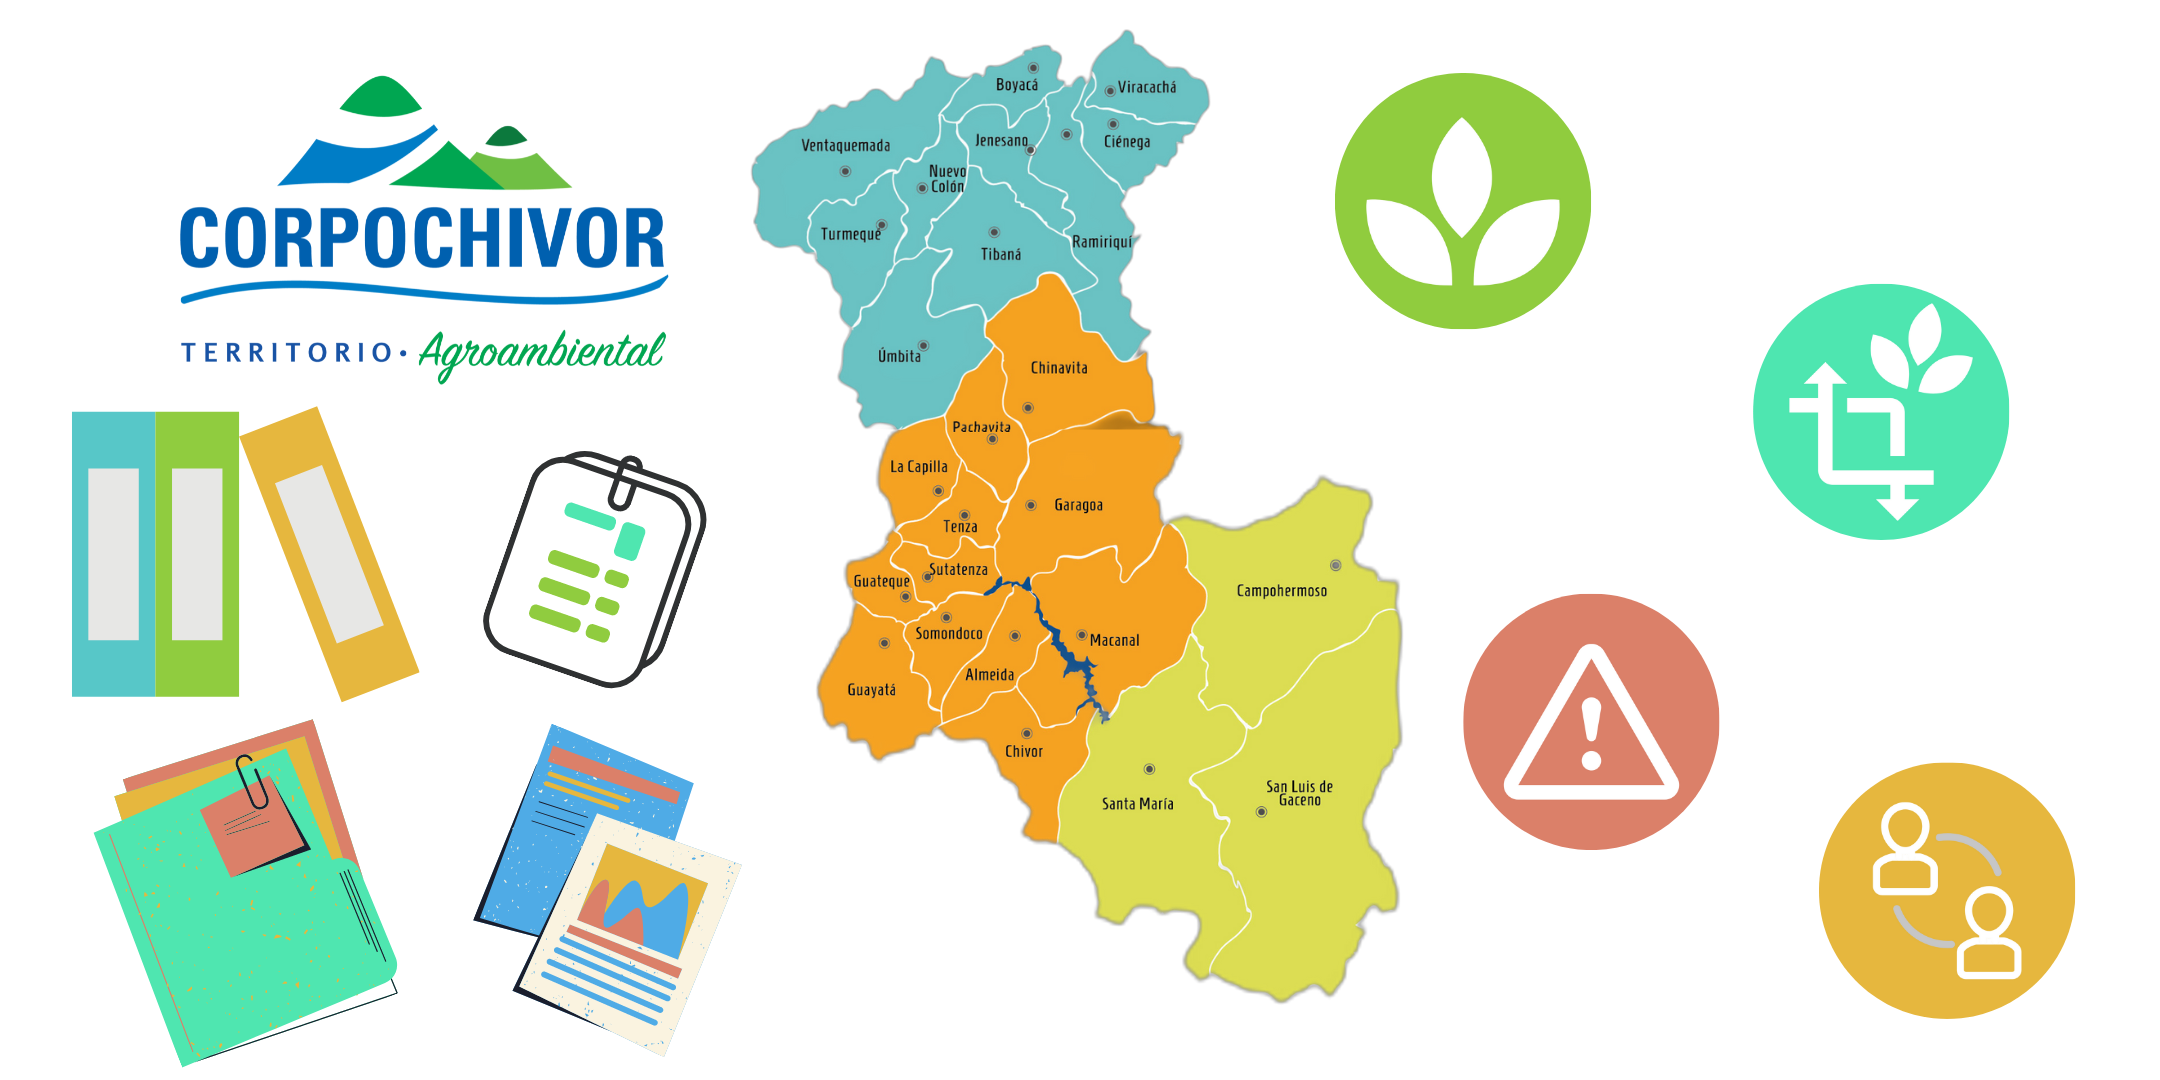 CORPOCHIVOR
TERRITORIO • Agroambiental
Boyacá
Viracachá
Ventaquemada
Jenesano
Ciénega
Nuevo
Colón
Turmequé
Tibaná
Ramiriquí
Úmbita
Chinavita
Pachavita
La Capilla
Garagoa
Tenza
Sutatenza
Guateque
Campohermoso
Somondoco
Macanal
Almeida
Guayatá
Chivor
San Luis de
Gaceno
Santa María